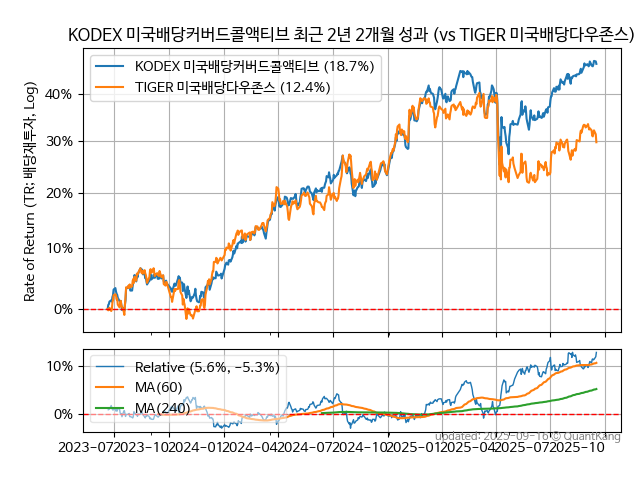 KODEX 미국배당커버드콜액티브 최근 2년 2개월 성과 (vs TIGER 미국배당다우존스)
KODEX 미국배당커버드콜액티브 (18.7%)
TIGER 미국배당다우존스 (12.4%)
Rate of Return (TR: 배당재투자, Log)
40%
30%
20%
10%
0%
Relative (5.6%, −5.3%)
MA(60)
MA(240)
10%
0%
updated: 2025-09-16 © QuantKang
2023-07
2023-10
2024-01
2024-04
2024-07
2024-10
2025-01
2025-04
2025-07
2025-10